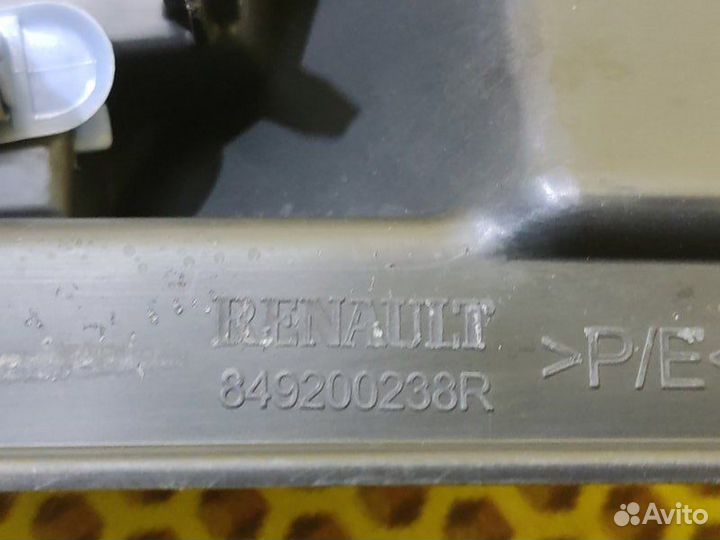 RENAULT
849200238R
>P/E<
Avito